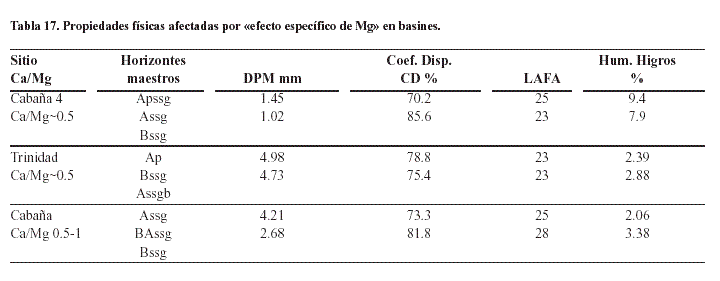 Tabla 17. Propiedades físicas afectadas por «efecto específico de Mg» en basines.
Sitio Horizontes Coef. Disp. Hum. Higros
Ca/Mg maestros DPM mm CD % LAFA %
Cabaña 4 Apssg 1.45 70.2 25 9.4
Ca/Mg~0.5 Assg 1.02 85.6 23 7.9
Bssg
Trinidad Ap 4.98 78.8 23 2.39
Ca/Mg~0.5 Bssg 4.73 75.4 23 2.88
Assgb
Cabaña Assg 4.21 73.3 25 2.06
Ca/Mg 0.5-1 BAssg 2.68 81.8 28 3.38
Bssg